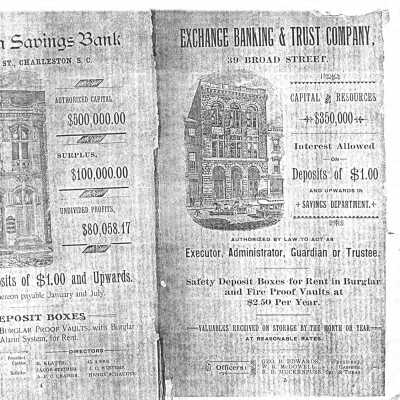 Savings Bank
ST., CHARLESTON, S. C.
AUTHORIZED CAPITAL
$500,000.00
SURPLUS,
$100,000.00
UNDIVIDED PROFITS,
$80,058.17
of $1.00 and Upwards.
payable January and July.
DEPOSIT BOXES
BURGLAR PROOF VAULTS, with Burglar
Alarm System, for Rent.
DIRECTORS
EXCHANGE BANKING & TRUST COMPANY,
39 BROAD STREET.
CAPITAL & RESOURCES
$350,000
Interest Allowed
ON
Deposits of $1.00
AND UPWARDS IN
SAVINGS DEPARTMENT.
AUTHORIZED BY LAW TO ACT AS
Executor, Administrator, Guardian or Trustee.
Safety Deposit Boxes for Rent in Burglar
and Fire Proof Vaults at
$2.50 Per Year.
VALUABLES RECEIVED ON STORAGE BY THE MONTH OR YEAR
AT REASONABLE RATES.
Officers:
GEO. B. EDWARDS, President
W. B. McDOWELL, Cashier